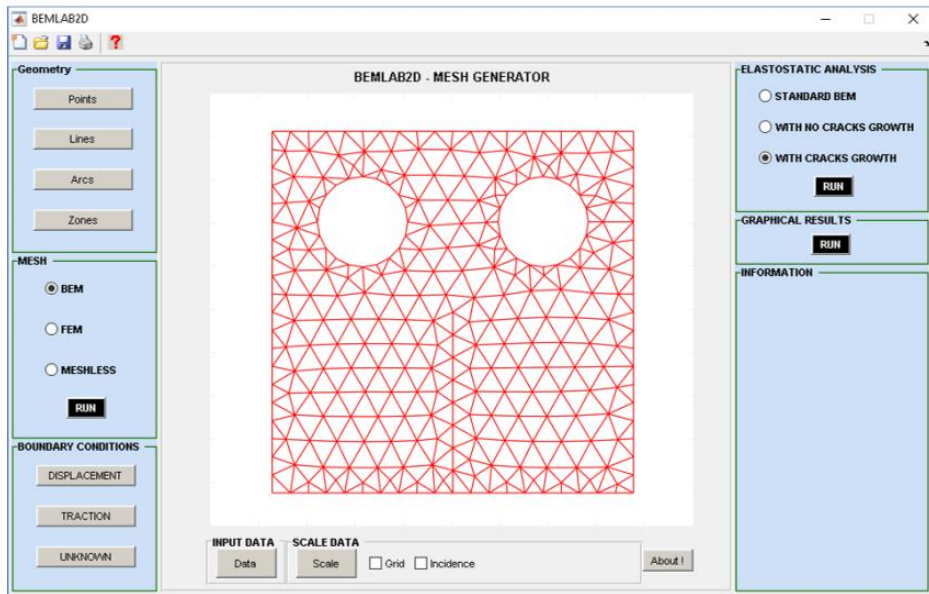 BEMLAB2D
?
Geometry
Points
Lines
Arcs
Zones
MESH
BEM
FEM
MESHLESS
RUN
BOUNDARY CONDITIONS
DISPLACEMENT
TRACTION
UNKNOWN
BEMLAB2D - MESH GENERATOR
INPUT DATA
Data
SCALE DATA
Scale
Grid
Incidence
About !
ELASTOSTATIC ANALYSIS
STANDARD BEM
WITH NO CRACKS GROWTH
WITH CRACKS GROWTH
RUN
GRAPHICAL RESULTS
RUN
INFORMATION